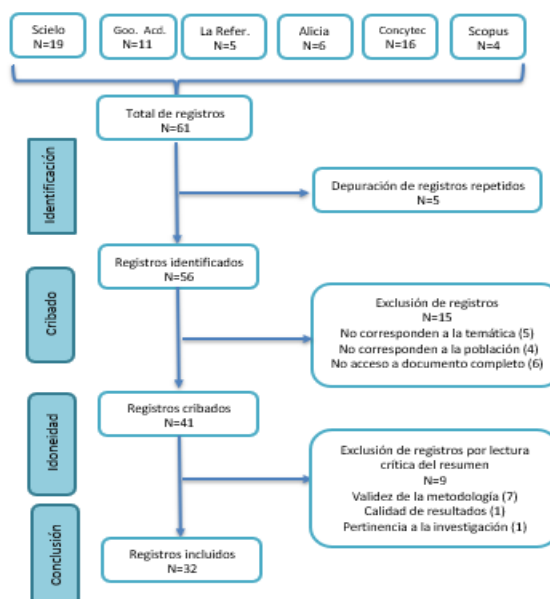 Scielo
N=19
Goo. Acd.
N=11
La Refer.
N=5
Alicia
N=6
Concytec
N=16
Scopus
N=4
Total de registros
N=61
Identificación
Depuración de registros repetidos
N=5
Registros identificados
N=56
Cribado
Exclusión de registros
N=15
No corresponden a la temática (5)
No corresponden a la población (4)
No acceso a documento completo (6)
Idoneidad
Registros cribados
N=41
Exclusión de registros por lectura
crítica del resumen
N=9
Validez de la metodología (7)
Calidad de resultados (1)
Pertinencia a la investigación (1)
Conclusión
Registros incluidos
N=32